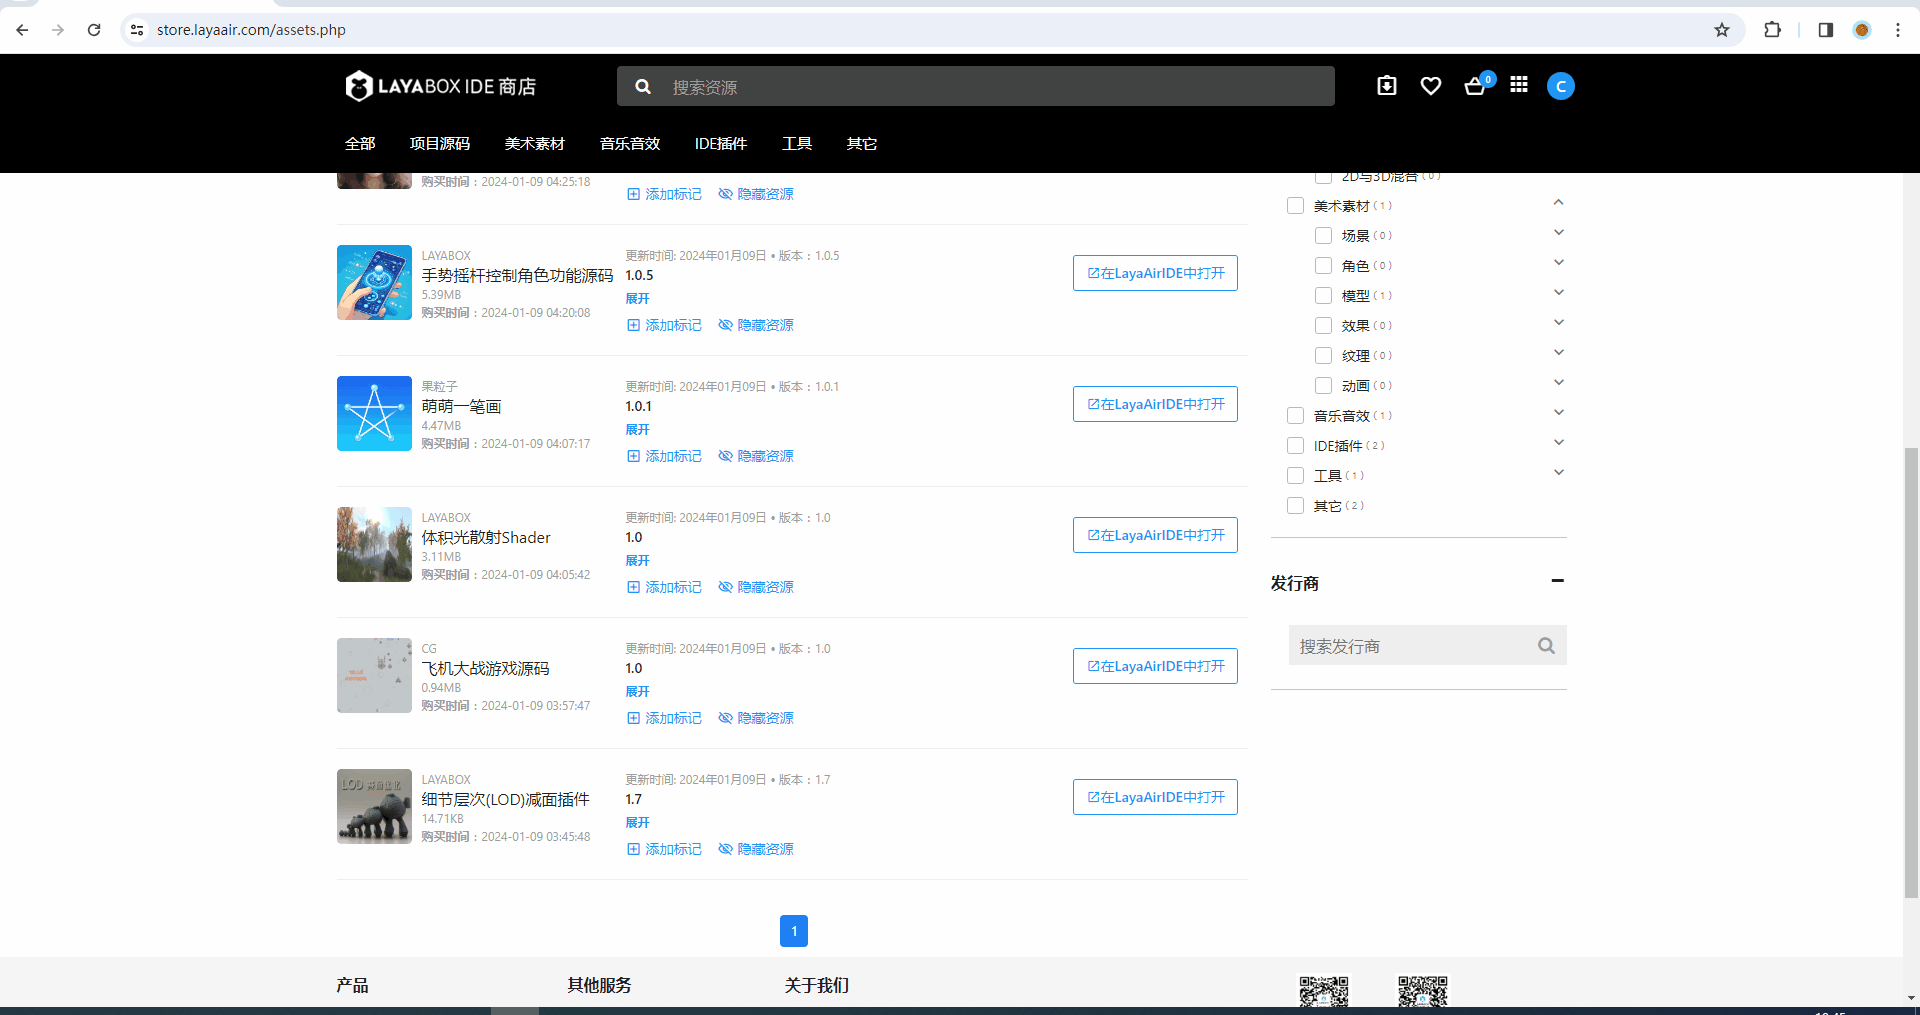 store.layaair.com/assets.php
LAYABOX IDE 商店
搜索资源
0
C
全部
项目源码
美术素材
音乐音效
IDE插件
工具
其它
购买时间：2024-01-09 04:25:18
添加标记
隐藏资源
LAYABOX
手势摇杆控制角色功能源码
5.39MB
购买时间：2024-01-09 04:20:08
更新时间: 2024年01月09日 • 版本：1.0.5
1.0.5
展开
添加标记
隐藏资源
在LayaAirIDE中打开
果粒子
萌萌一笔画
4.47MB
购买时间：2024-01-09 04:07:17
更新时间: 2024年01月09日 • 版本：1.0.1
1.0.1
展开
添加标记
隐藏资源
在LayaAirIDE中打开
LAYABOX
体积光散射Shader
3.11MB
购买时间：2024-01-09 04:05:42
更新时间: 2024年01月09日 • 版本：1.0
1.0
展开
添加标记
隐藏资源
在LayaAirIDE中打开
CG
飞机大战游戏源码
0.94MB
购买时间：2024-01-09 03:57:47
更新时间: 2024年01月09日 • 版本：1.0
1.0
展开
添加标记
隐藏资源
在LayaAirIDE中打开
LOD 减面优化
LAYABOX
细节层次(LOD)减面插件
14.71KB
购买时间：2024-01-09 03:45:48
更新时间: 2024年01月09日 • 版本：1.7
1.7
展开
添加标记
隐藏资源
在LayaAirIDE中打开
1
2D与3D混合（0）
美术素材（1）
场景（0）
角色（0）
模型（1）
效果（0）
纹理（0）
动画（0）
音乐音效（1）
IDE插件（2）
工具（1）
其它（2）
发行商
搜索发行商
产品
其他服务
关于我们